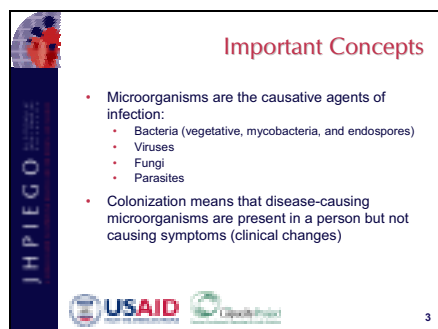 Important Concepts
• Microorganisms are the causative agents of
infection:
• Bacteria (vegetative, mycobacteria, and endospores)
• Viruses
• Fungi
• Parasites
• Colonization means that disease-causing
microorganisms are present in a person but not
causing symptoms (clinical changes)
JHPIEGO
USAID
3